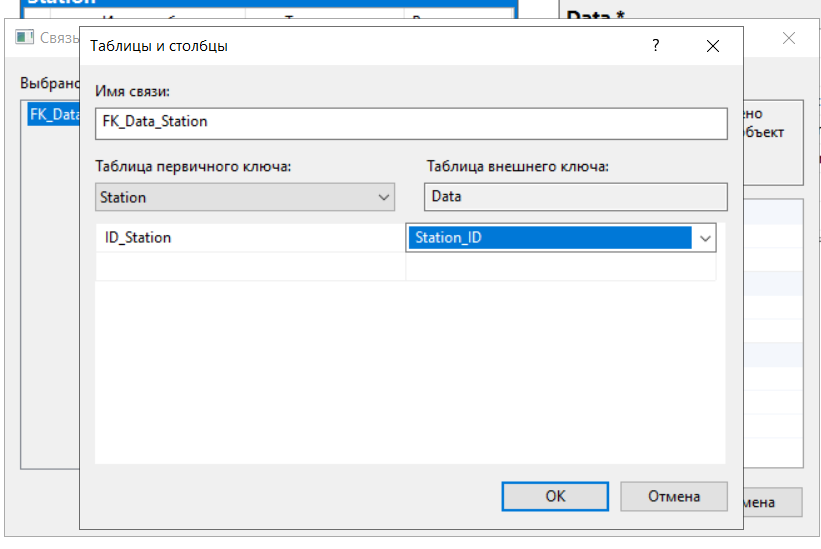 Station
Data *
Связь
Таблицы и столбцы
?
Выбрано
FK_Data
Имя связи:
FK_Data_Station
ено
объект
Таблица первичного ключа:
Таблица внешнего ключа:
Station
Data
ID_Station
Station_ID
OK
Отмена
мена